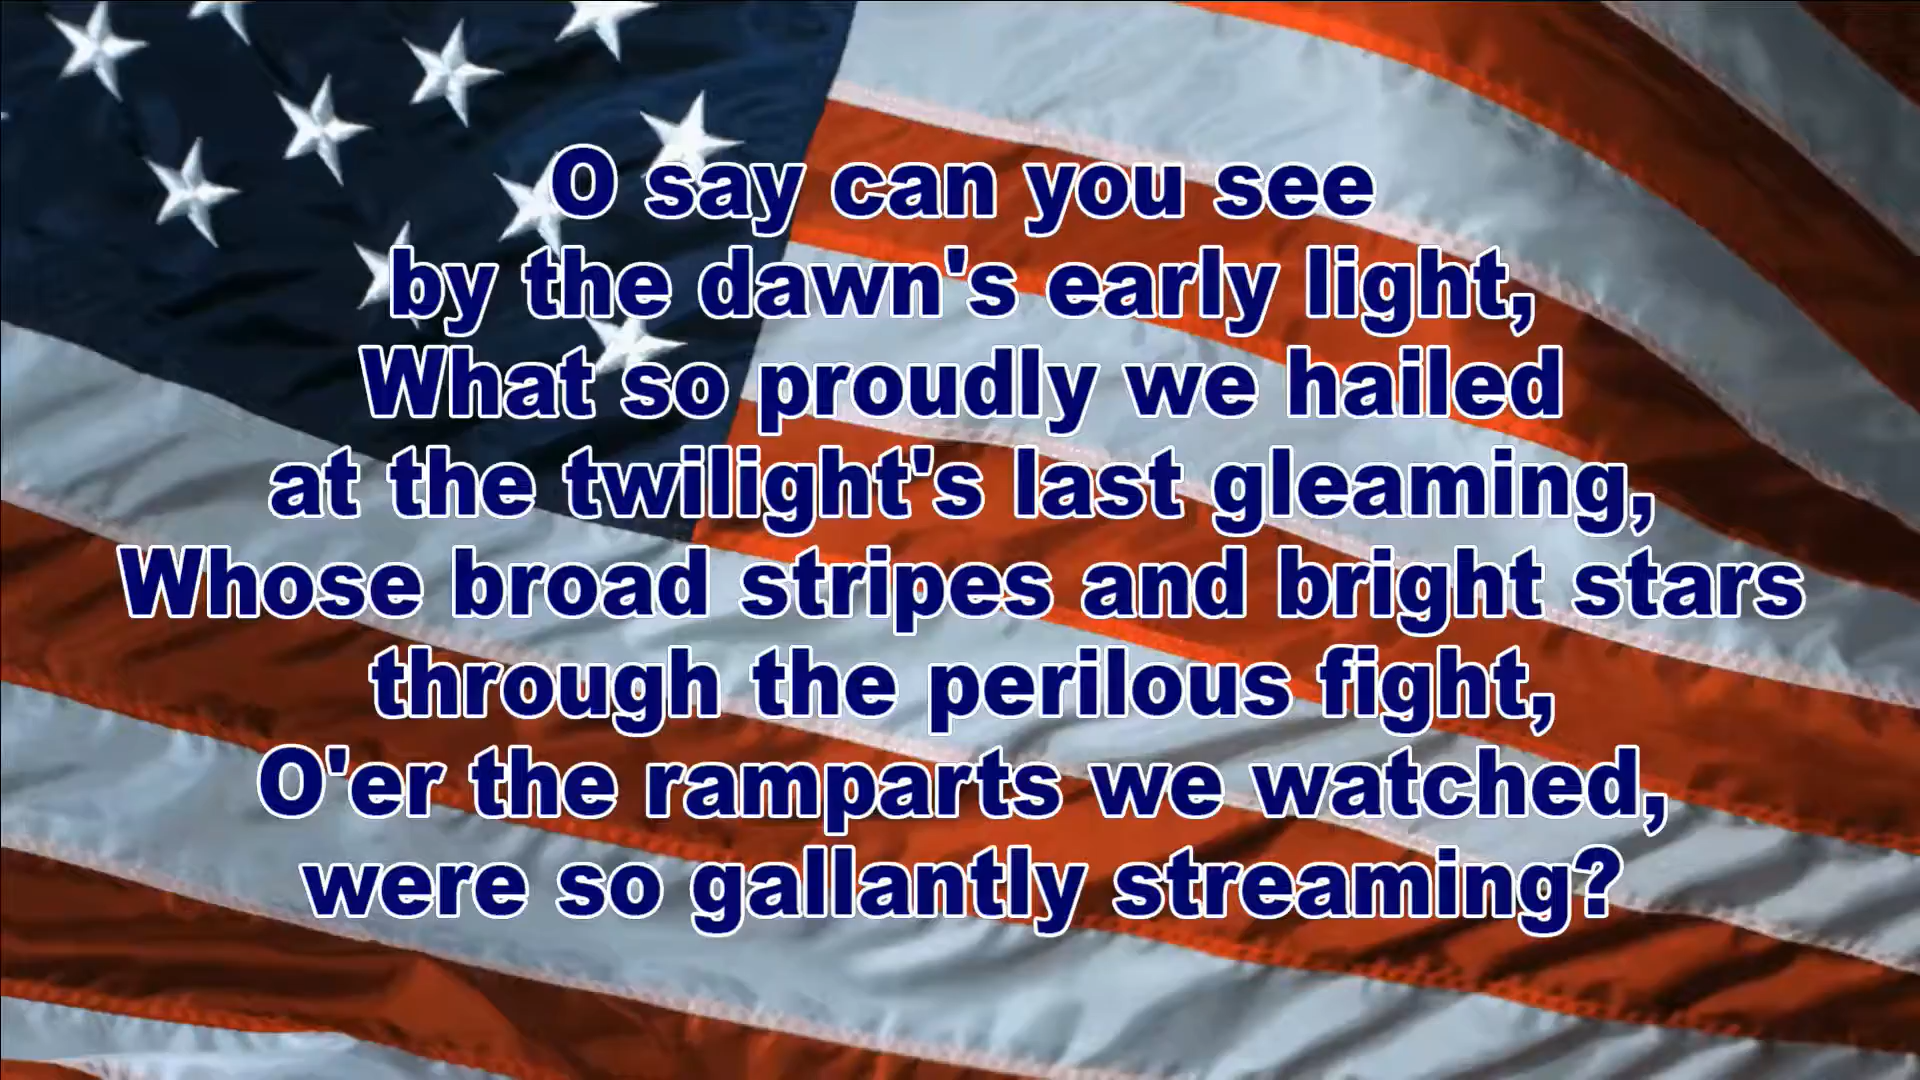 O say can you see
by the dawn's early light,
What so proudly we hailed
at the twilight's last gleaming,
Whose broad stripes and bright stars
through the perilous fight,
O'er the ramparts we watched,
were so gallantly streaming?